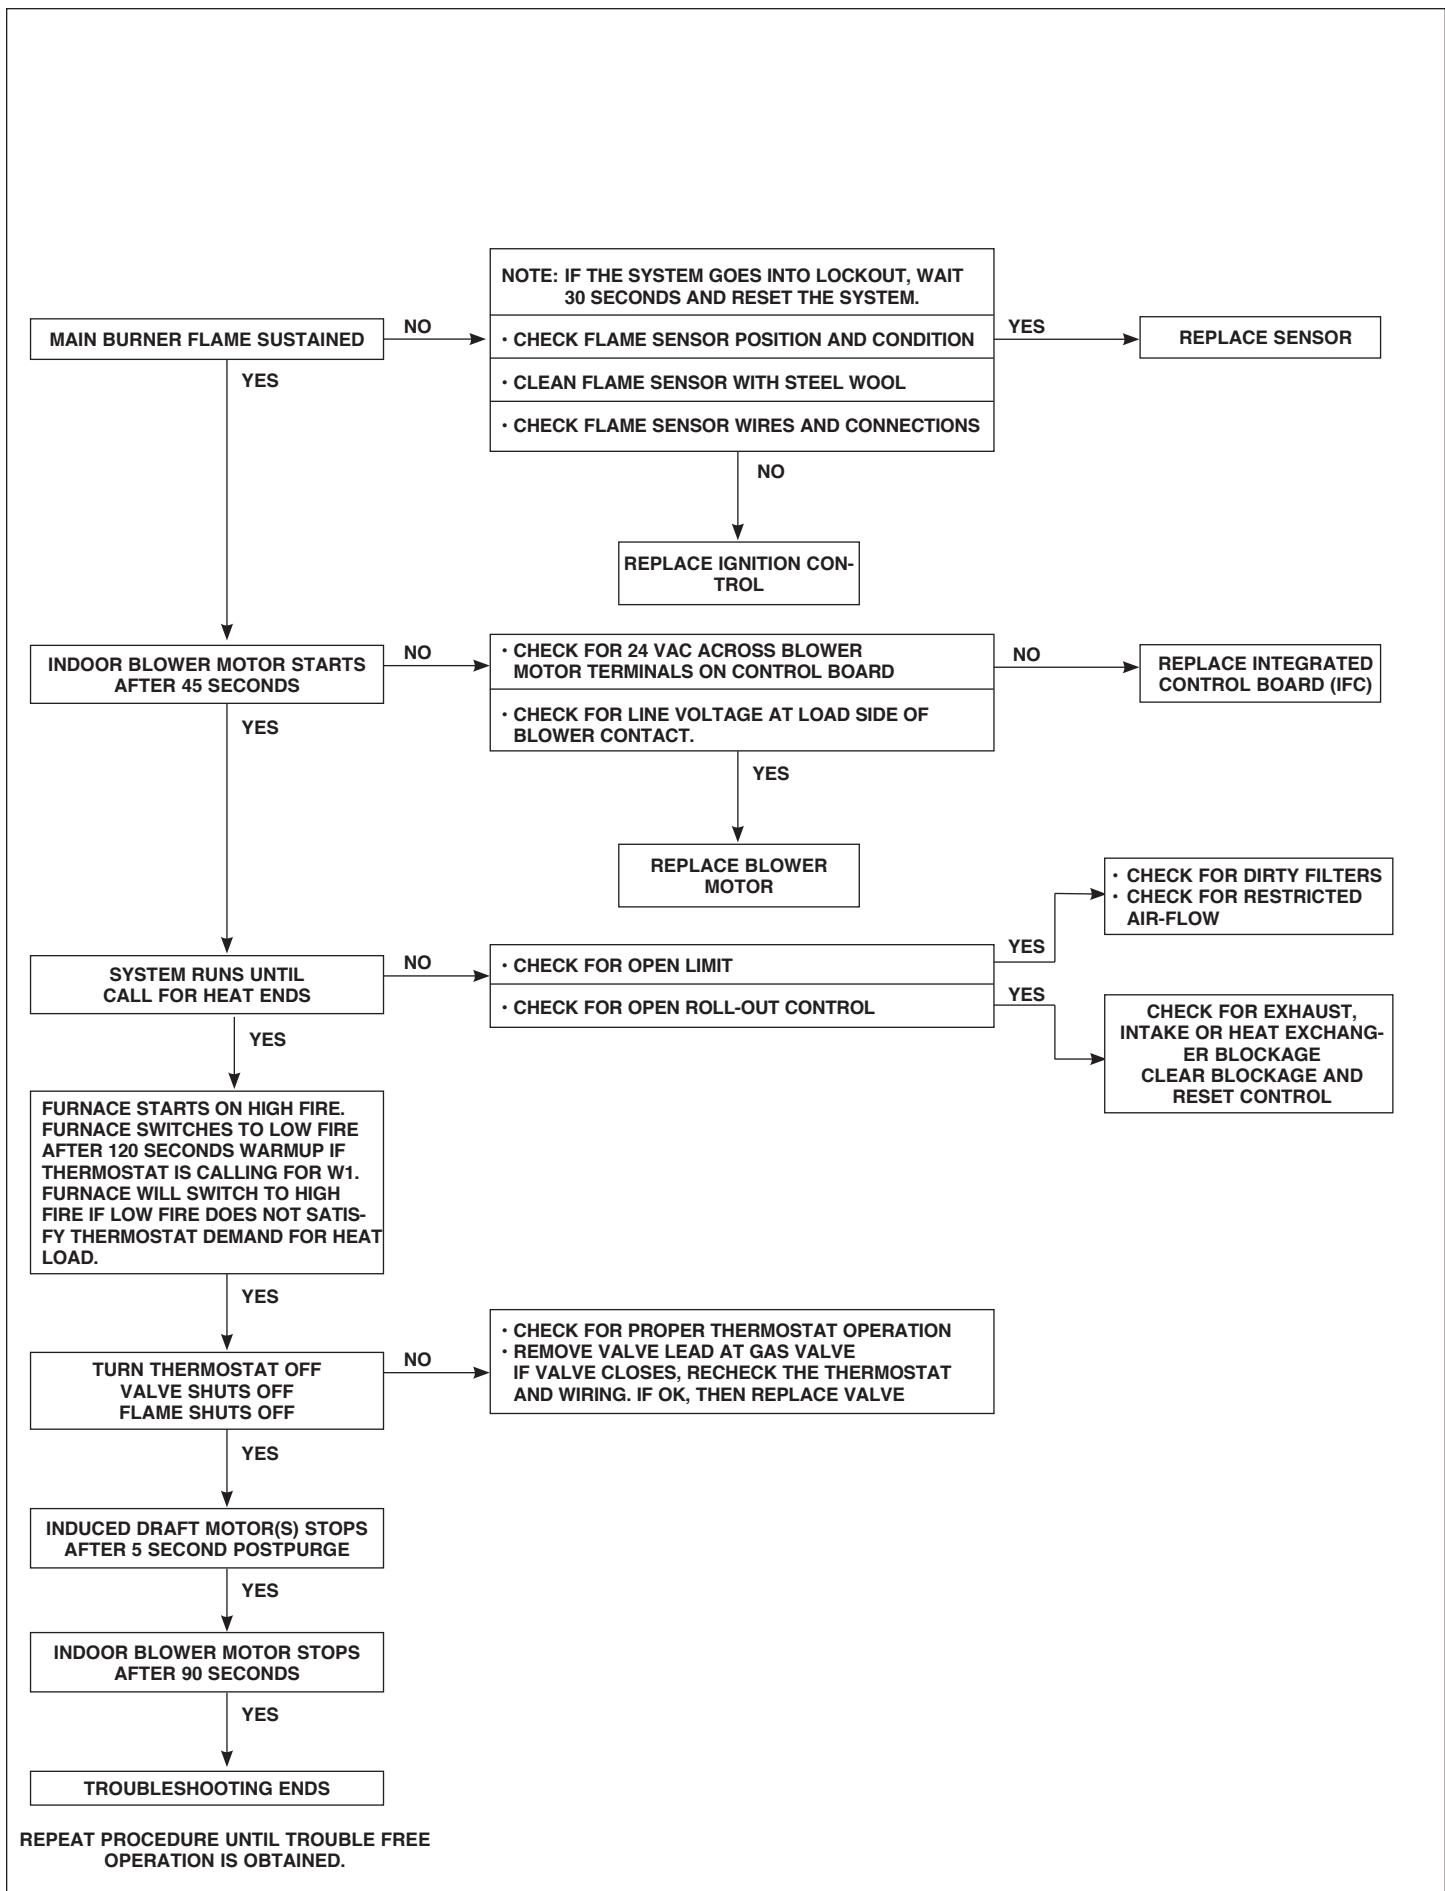 NOTE: IF THE SYSTEM GOES INTO LOCKOUT, WAIT
30 SECONDS AND RESET THE SYSTEM.
MAIN BURNER FLAME SUSTAINED
NO
• CHECK FLAME SENSOR POSITION AND CONDITION
YES
REPLACE SENSOR
YES
• CLEAN FLAME SENSOR WITH STEEL WOOL
• CHECK FLAME SENSOR WIRES AND CONNECTIONS
NO
REPLACE IGNITION CON-
TROL
INDOOR BLOWER MOTOR STARTS
AFTER 45 SECONDS
NO
• CHECK FOR 24 VAC ACROSS BLOWER
MOTOR TERMINALS ON CONTROL BOARD
NO
REPLACE INTEGRATED
CONTROL BOARD (IFC)
YES
• CHECK FOR LINE VOLTAGE AT LOAD SIDE OF
BLOWER CONTACT.
YES
REPLACE BLOWER
MOTOR
• CHECK FOR DIRTY FILTERS
• CHECK FOR RESTRICTED
AIR-FLOW
SYSTEM RUNS UNTIL
CALL FOR HEAT ENDS
NO
• CHECK FOR OPEN LIMIT
YES
• CHECK FOR OPEN ROLL-OUT CONTROL
YES
CHECK FOR EXHAUST,
INTAKE OR HEAT EXCHANG-
ER BLOCKAGE
CLEAR BLOCKAGE AND
RESET CONTROL
YES
FURNACE STARTS ON HIGH FIRE.
FURNACE SWITCHES TO LOW FIRE
AFTER 120 SECONDS WARMUP IF
THERMOSTAT IS CALLING FOR W1.
FURNACE WILL SWITCH TO HIGH
FIRE IF LOW FIRE DOES NOT SATIS-
FY THERMOSTAT DEMAND FOR HEAT
LOAD.
YES
TURN THERMOSTAT OFF
VALVE SHUTS OFF
FLAME SHUTS OFF
NO
• CHECK FOR PROPER THERMOSTAT OPERATION
• REMOVE VALVE LEAD AT GAS VALVE
IF VALVE CLOSES, RECHECK THE THERMOSTAT
AND WIRING. IF OK, THEN REPLACE VALVE
YES
INDUCED DRAFT MOTOR(S) STOPS
AFTER 5 SECOND POSTPURGE
YES
INDOOR BLOWER MOTOR STOPS
AFTER 90 SECONDS
YES
TROUBLESHOOTING ENDS
REPEAT PROCEDURE UNTIL TROUBLE FREE
OPERATION IS OBTAINED.